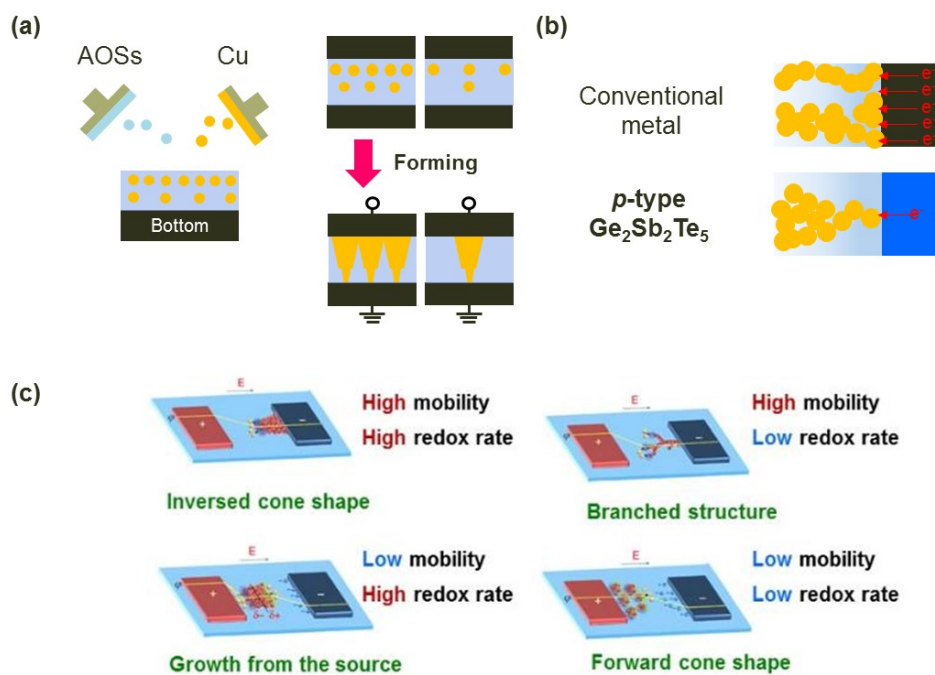 (a)
AOSs
Cu
Bottom
Forming
(b)
Conventional
metal
e⁻
e⁻
e⁻
e⁻
e⁻
p-type
Ge₂Sb₂Te₅
e⁻
(c)
E
+
-
High mobility
High redox rate
Inversed cone shape
E
+
-
High mobility
Low redox rate
Branched structure
E
+
-
Low mobility
High redox rate
Growth from the source
E
+
-
Low mobility
Low redox rate
Forward cone shape